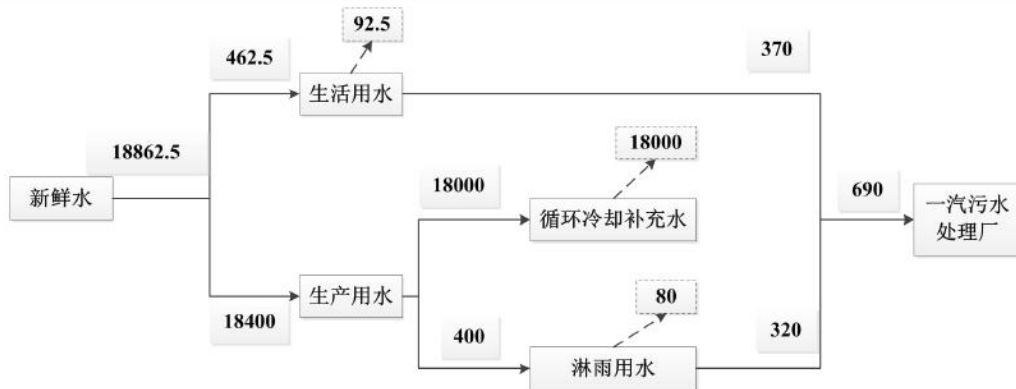 92.5
462.5
370
生活用水
18862.5
18000
新鲜水
18000
690
循环冷却补充水
一汽污水
处理厂
生产用水
80
18400
400
320
淋雨用水